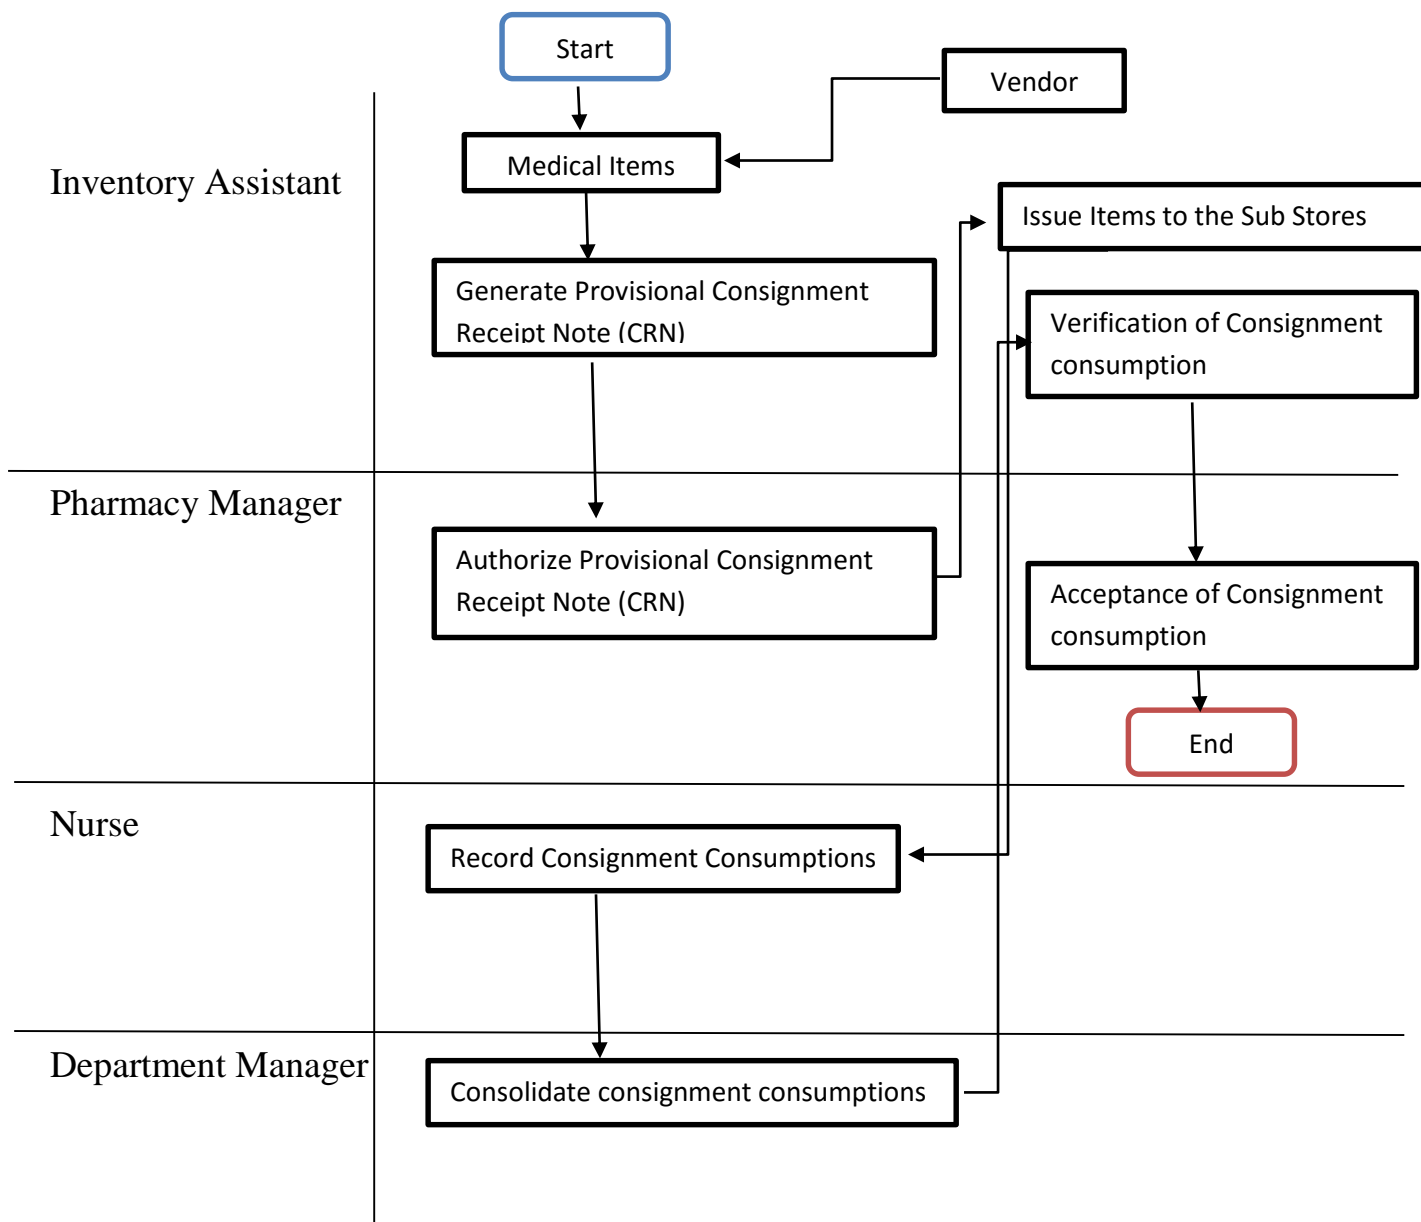 Start
Vendor
Medical Items
Inventory Assistant
Issue Items to the Sub Stores
Generate Provisional Consignment
Receipt Note (CRN)
Verification of Consignment
consumption
Pharmacy Manager
Authorize Provisional Consignment
Receipt Note (CRN)
Acceptance of Consignment
consumption
End
Nurse
Record Consignment Consumptions
Department Manager
Consolidate consignment consumptions